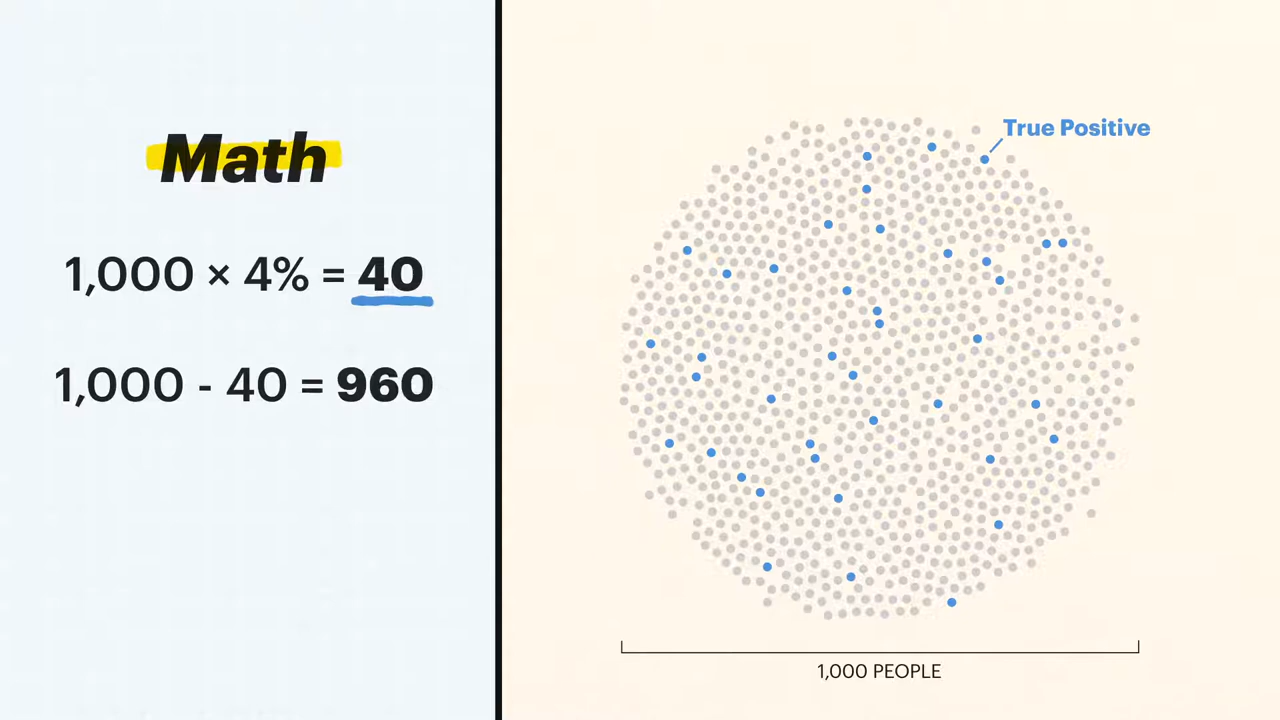 Math
1,000 × 4% = 40
1,000 - 40 = 960
True Positive
1,000 PEOPLE